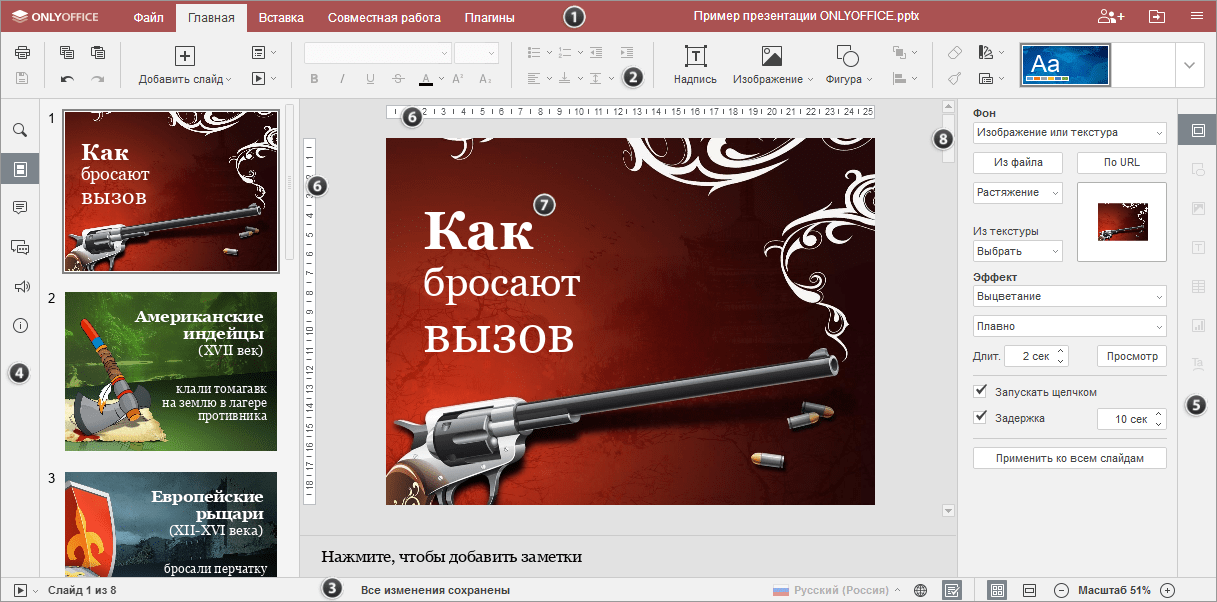 ONLYOFFICE
Файл
Главная
Вставка
Совместная работа
Плагины
1
Пример презентации ONLYOFFICE.pptx
Добавить слайд
B I U S A A² A₂
2
T
Надпись
Изображение
Фигура
Aa
1
Как
бросают
вызов
2
Американские
индейцы
(XVII век)
клали томагавк
на землю в лагере
противника
3
Европейские
рыцари
(XII-XVI века)
бросали перчатку
4
6
1 2 3 4 5 6 7 8 9 10 11 12 13 14 15 16 17 18 19 20 21 22 23 24 25
6
1 2 3 4 5 6 7 8 9 10 11 12 13 14 15 16 17 18
7
8
Как
бросают
вызов
Нажмите, чтобы добавить заметки
Фон
Изображение или текстура
Из файла
По URL
Растяжение
Из текстуры
Выбрать
Эффект
Выцветание
Плавно
Длит.
2 сек
Просмотр
Запускать щелчком
Задержка
10 сек
Применить ко всем слайдам
5
Слайд 1 из 8
3
Все изменения сохранены
Русский (Россия)
Масштаб 51%